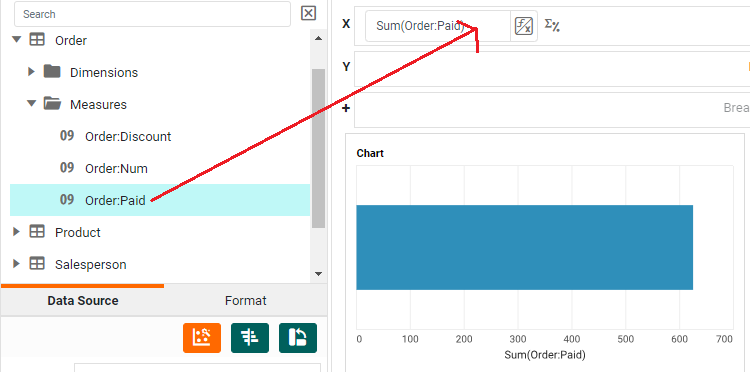 Search
Order
Dimensions
Measures
09 Order:Discount
09 Order:Num
09 Order:Paid
Product
Salesperson
Data Source Format
X Sum(Order:Paid)
Y
+ Brea
Chart
0 100 200 300 400 500 600 700
Sum(Order:Paid)